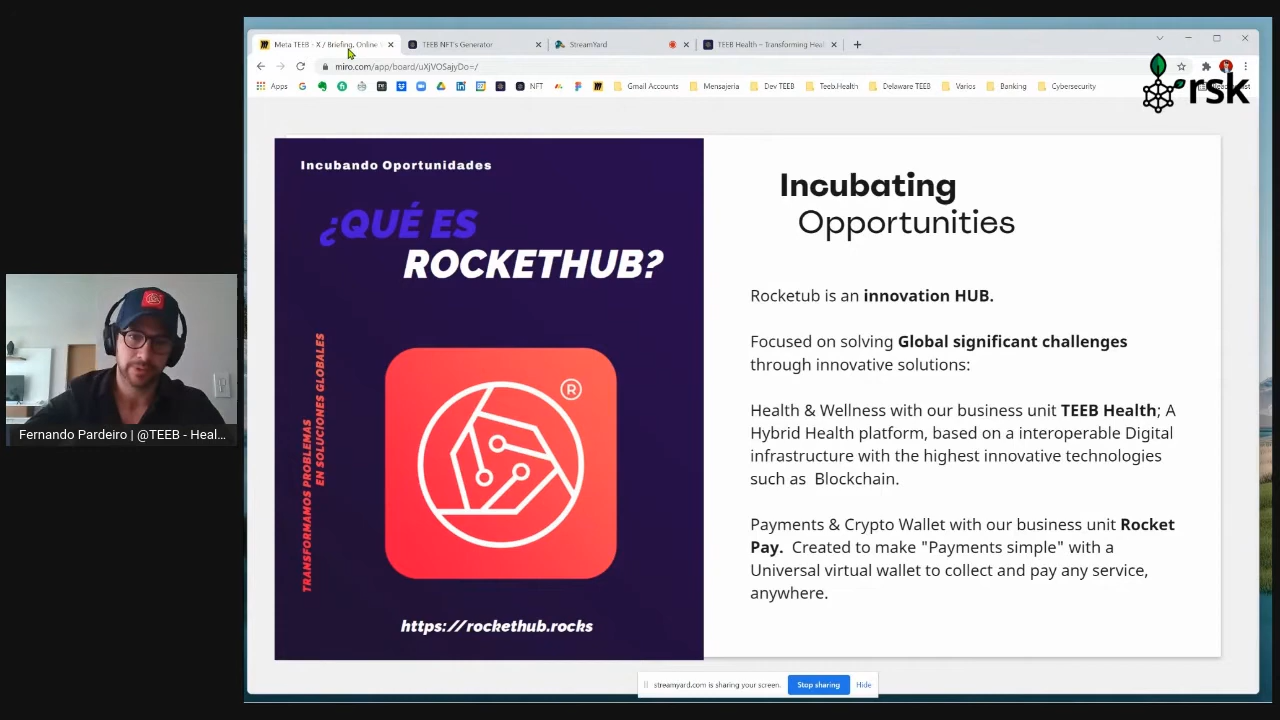 Meta TEEB - X / Briefing, Online
TEEB NFT's Generator
StreamYard
TEEB Health – Transforming Heal
miro.com/app/board/uXjVOSajyDo=/
Apps
NFT
Gmail Accounts
Mensajeria
Dev TEEB
Teeb.Health
Delaware TEEB
Varios
Banking
Cybersecurity
rsk
Incubando Oportunidades
¿QUÉ ES
ROCKETHUB?
TRANSFORMAMOS PROBLEMAS
EN SOLUCIONES GLOBALES
®
https://rockethub.rocks
Incubating
Opportunities
Rocketub is an innovation HUB.
Focused on solving Global significant challenges
through innovative solutions:
Health & Wellness with our business unit TEEB Health; A
Hybrid Health platform, based on a interoperable Digital
infrastructure with the highest innovative technologies
such as Blockchain.
Payments & Crypto Wallet with our business unit Rocket
Pay. Created to make "Payments simple" with a
Universal virtual wallet to collect and pay any service,
anywhere.
Fernando Pardeiro | @TEEB - Heal...
streamyard.com is sharing your screen.
Stop sharing
Hide